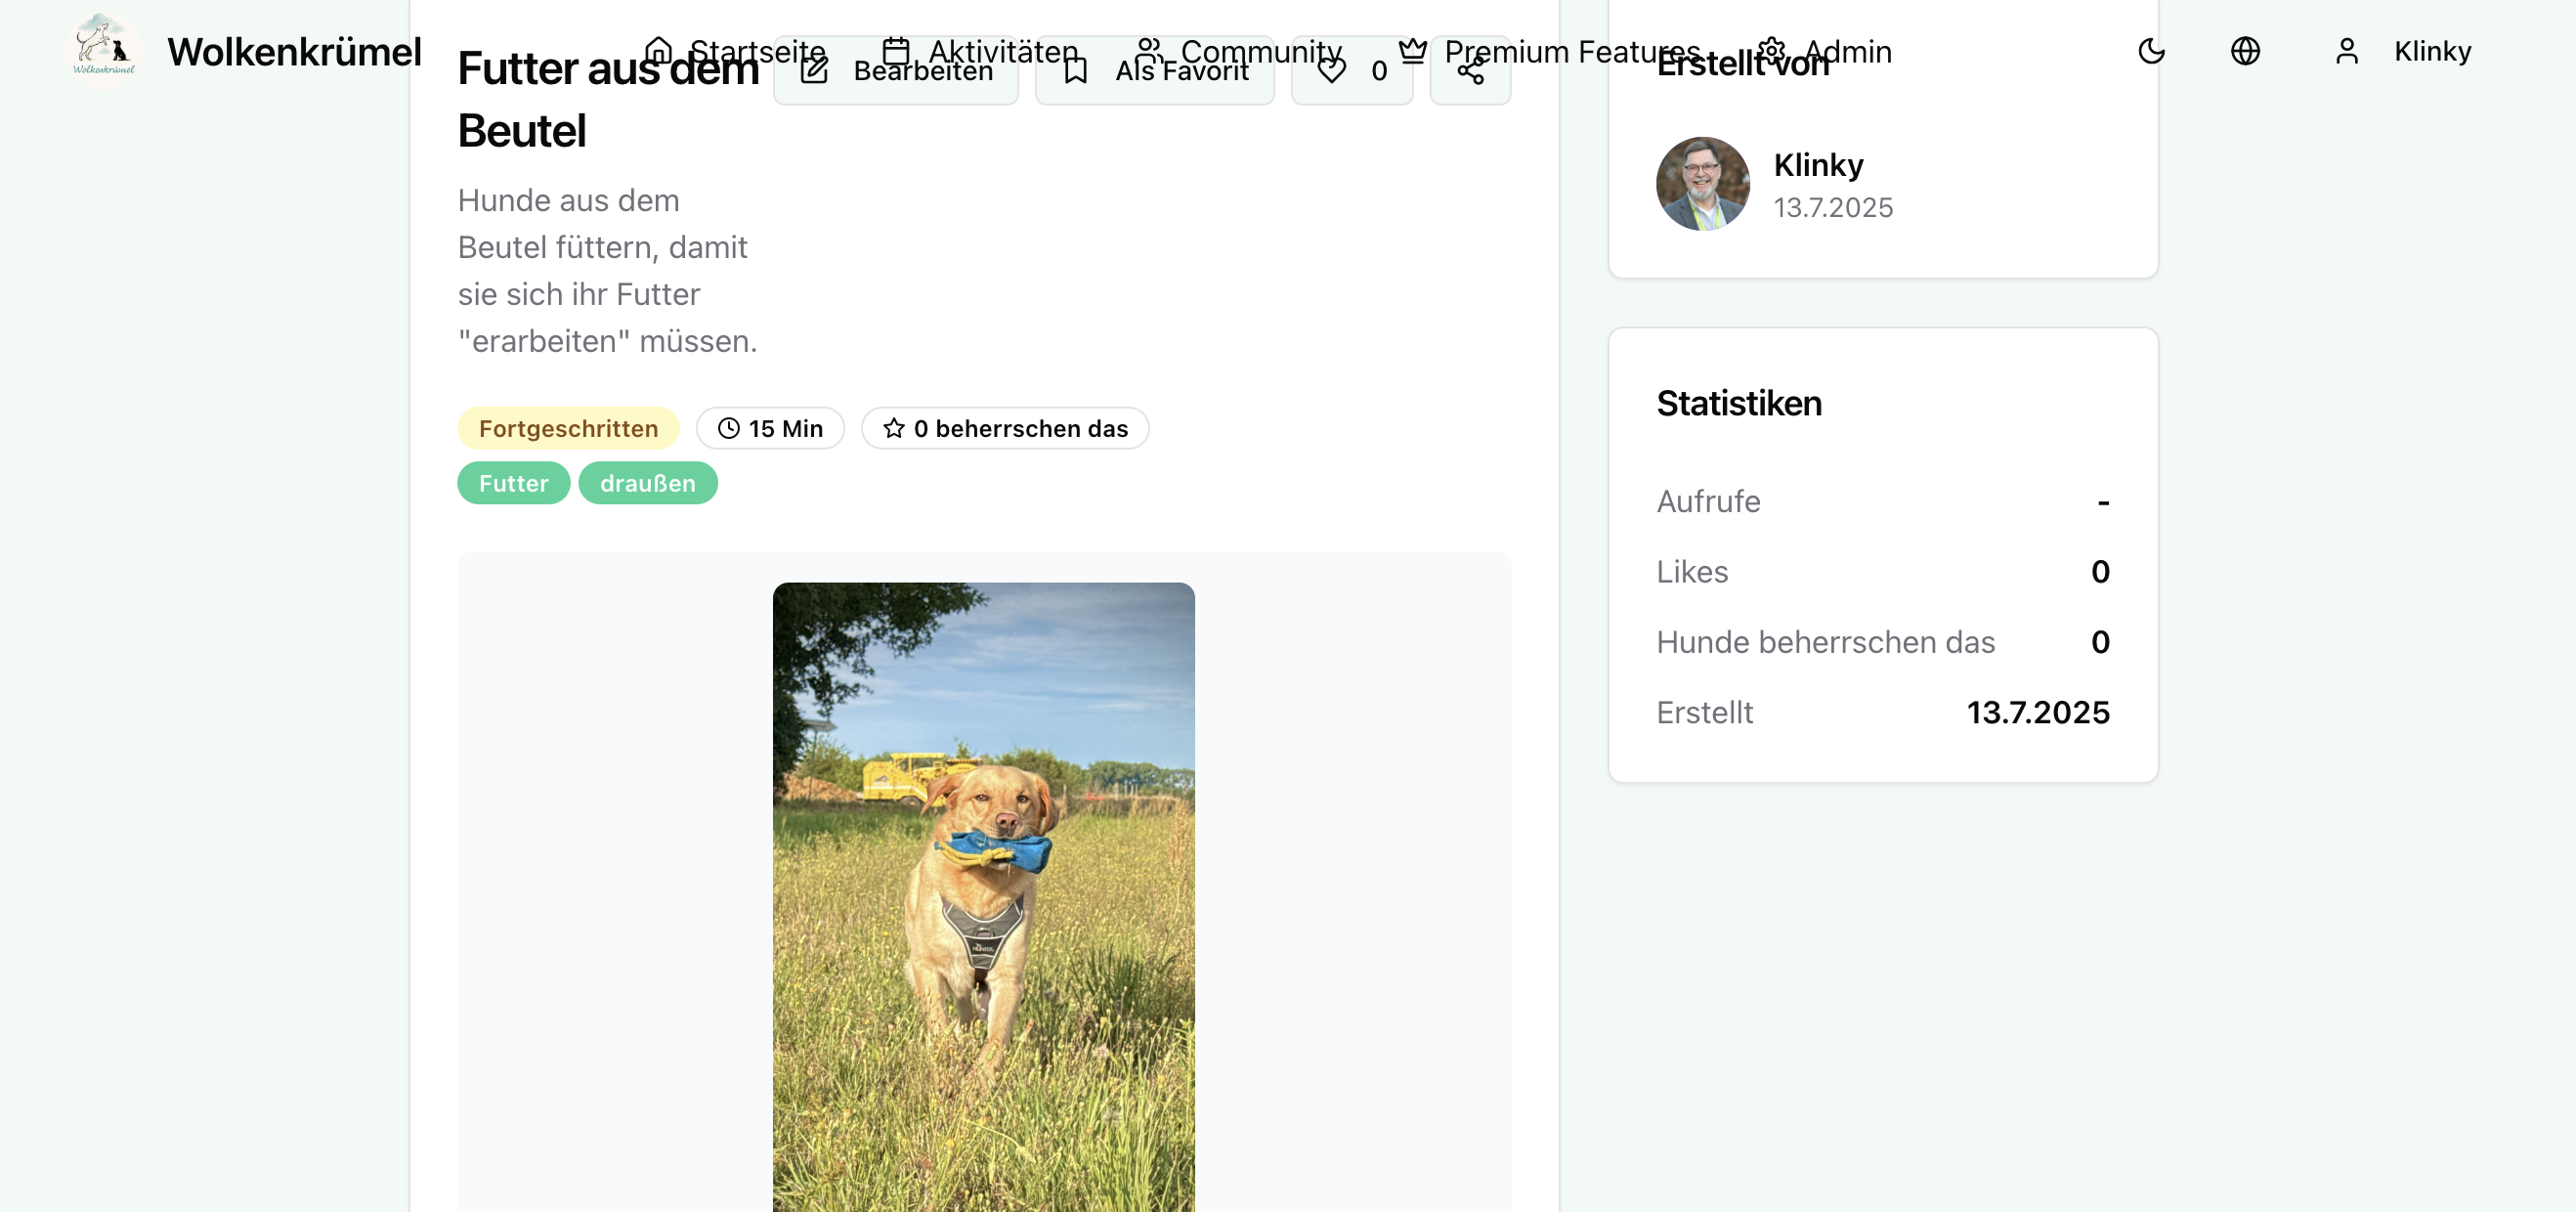 Wolkenkrümel
Wolkenkrümel
Startseite
Aktivitäten
Community
Premium Features
Admin
Klinky
Futter aus dem
Beutel
Bearbeiten
Als Favorit
0
Hunde aus dem
Beutel füttern, damit
sie sich ihr Futter
"erarbeiten" müssen.
Fortgeschritten
15 Min
0 beherrschen das
Futter
draußen
Erstellt von
Klinky
13.7.2025
Statistiken
Aufrufe -
Likes 0
Hunde beherrschen das 0
Erstellt 13.7.2025